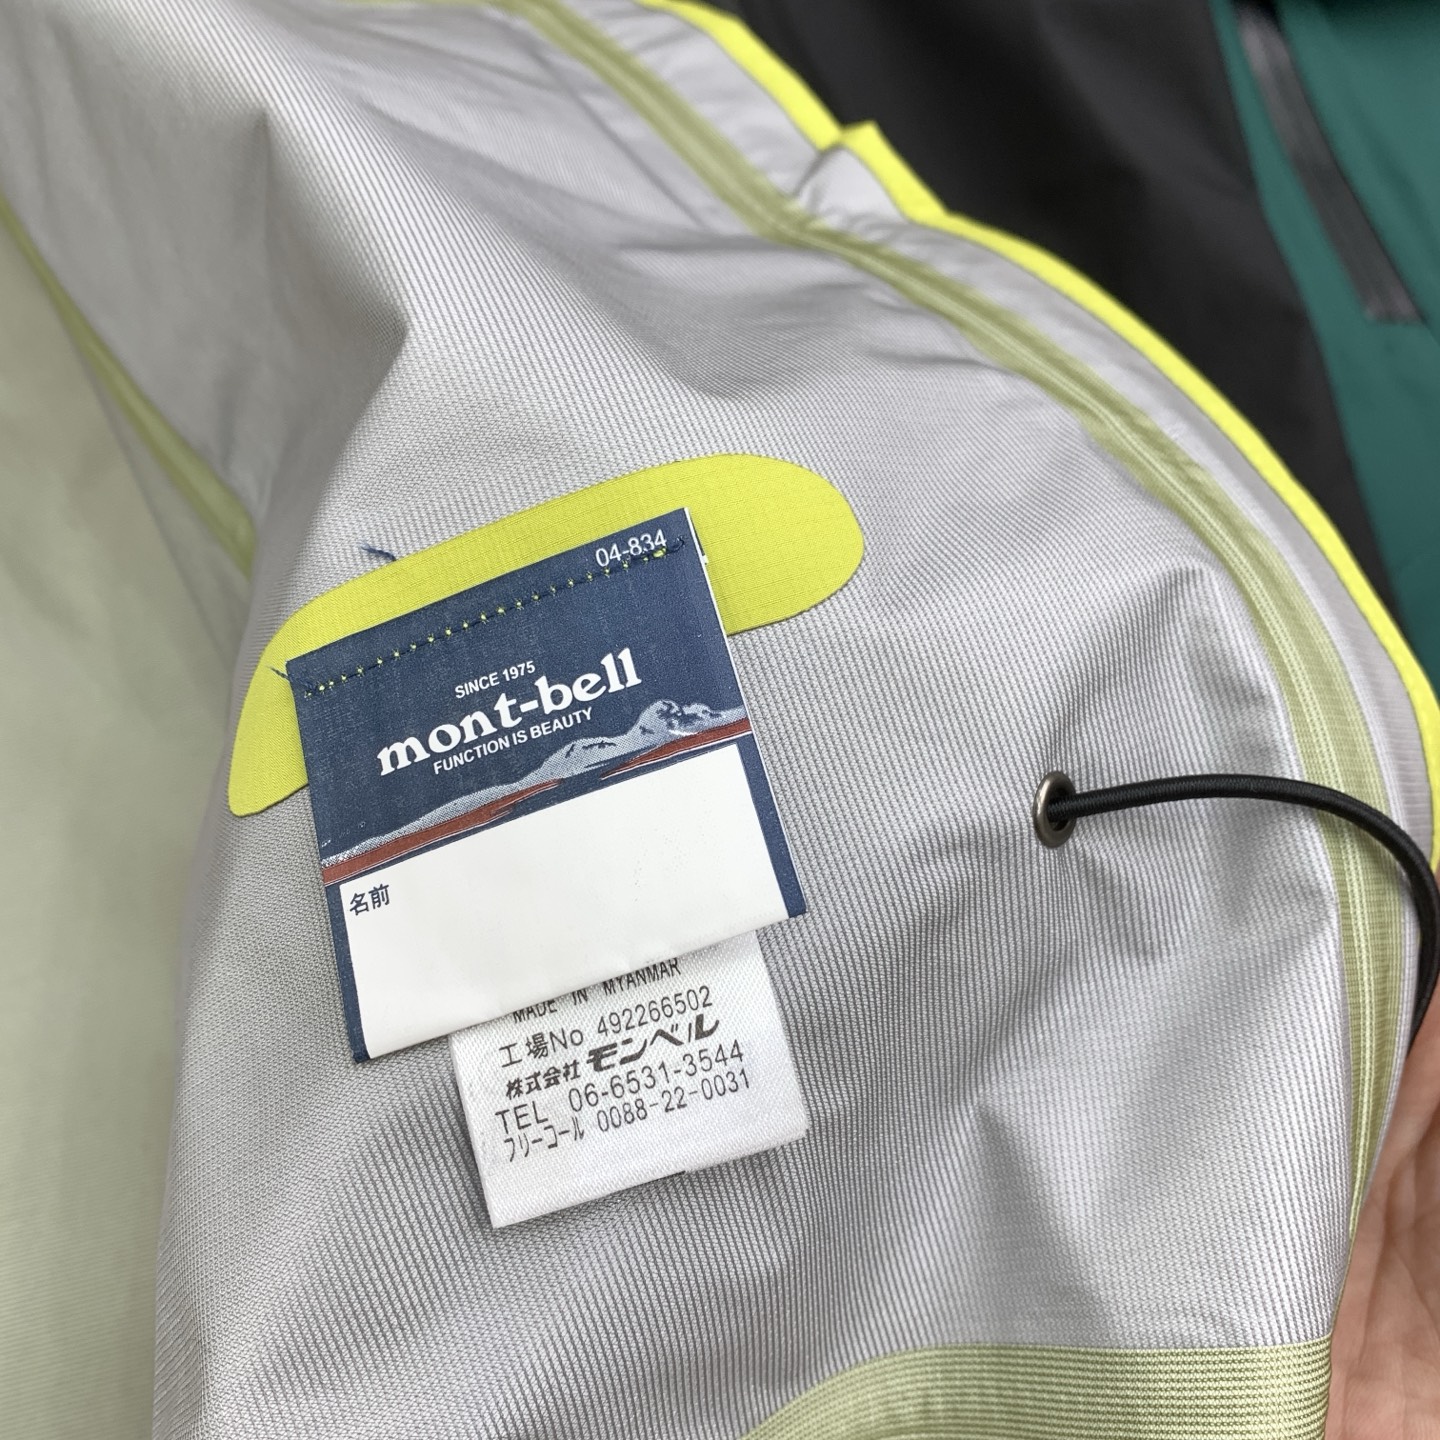 04-834
SINCE 1975
mont-bell
FUNCTION IS BEAUTY
名前
MADE IN MYANMAR
工場No 492266502
株式会社 モンベル
TEL 06-6531-3544
フリーコール 0088-22-0031